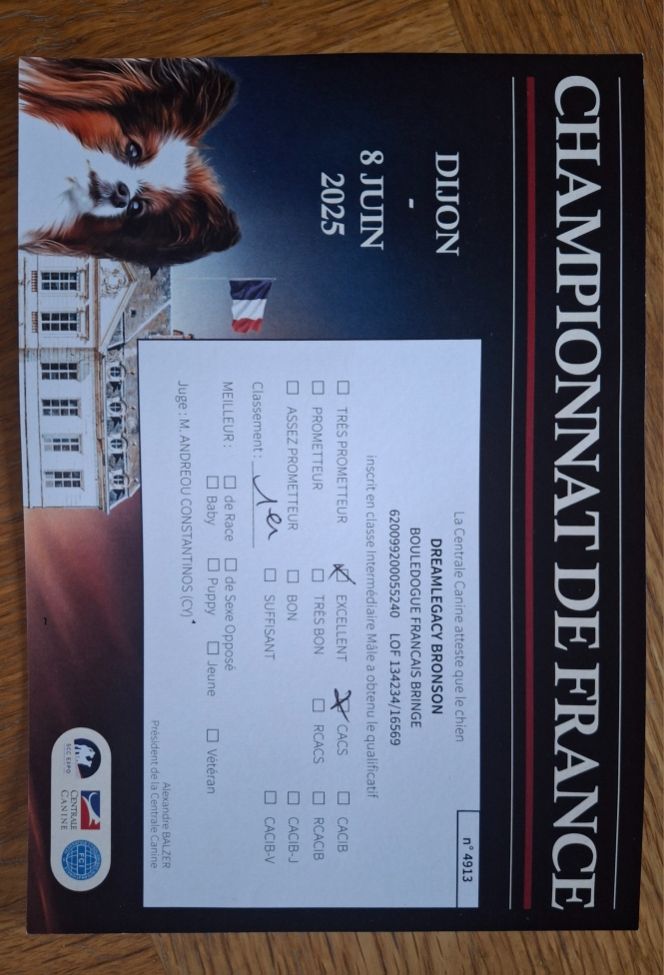 CHAMPIONNAT DE FRANCE
DIJON
-
8 JUIN
2025
n° 4913
La Centrale Canine atteste que le chien
DREAMLEGACY BRONSON
BOULEDOGUE FRANCAIS BRINGE
620099200055240 LOF 134234/16569
inscrit en classe Intermédiaire Mâle a obtenu le qualificatif
☐ TRÈS PROMETTEUR ☒ EXCELLENT ☒ CACS ☐ CACIB
☐ PROMETTEUR ☐ TRÈS BON ☐ RCACS ☐ RCACIB
☐ ASSEZ PROMETTEUR ☐ BON ☐ CACIB-J
☐ SUFFISANT ☐ CACIB-V
Classement : 1er
MEILLEUR : ☐ de Race ☐ de Sexe Opposé
☐ Baby ☐ Puppy ☐ Jeune ☐ Vétéran
Juge : M. ANDREOU CONSTANTINOS (CY)
Alexandre BALZER
Président de la Centrale Canine
SCC EXPO
CENTRALE
CANINE
FCI